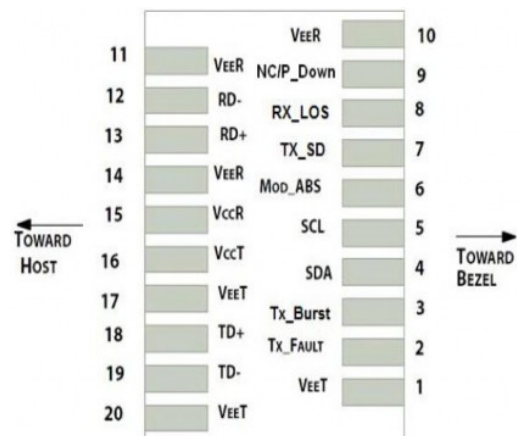 VEER 10
11 VEER
NC/P_Down 9
12 RD-
RX_LOS 8
13 RD+
TX_SD 7
14 VEER
MOD_ABS 6
15 VCCR
SCL 5
TOWARD
HOST
TOWARD
BEZEL
16 VCCT
SDA 4
17 VEET
Tx_Burst 3
18 TD+
TX_FAULT 2
19 TD-
VEET 1
20 VEET